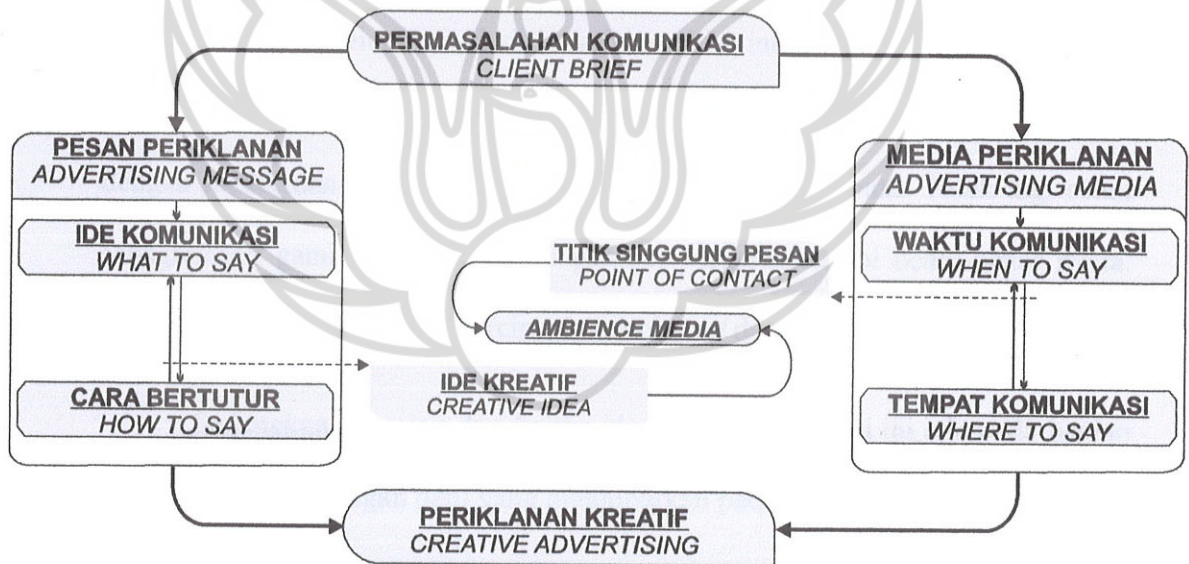 PERMASALAHAN KOMUNIKASI
CLIENT BRIEF
PESAN PERIKLANAN
ADVERTISING MESSAGE
IDE KOMUNIKASI
WHAT TO SAY
CARA BERTUTUR
HOW TO SAY
TITIK SINGGUNG PESAN
POINT OF CONTACT
AMBIENCE MEDIA
IDE KREATIF
CREATIVE IDEA
MEDIA PERIKLANAN
ADVERTISING MEDIA
WAKTU KOMUNIKASI
WHEN TO SAY
TEMPAT KOMUNIKASI
WHERE TO SAY
PERIKLANAN KREATIF
CREATIVE ADVERTISING